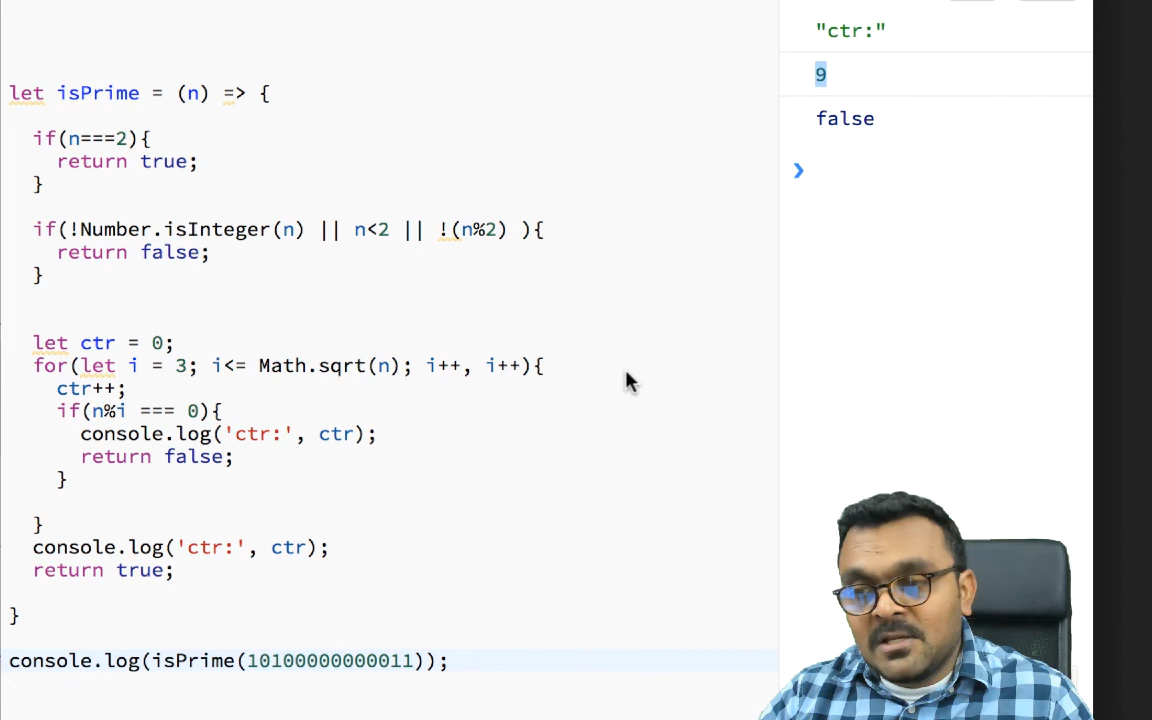 let isPrime = (n) => {
if(n===2){
return true;
}
if(!Number.isInteger(n) || n<2 || !(n%2) ){
return false;
}
let ctr = 0;
for(let i = 3; i<= Math.sqrt(n); i++, i++){
ctr++;
if(n%i === 0){
console.log('ctr:', ctr);
return false;
}
}
console.log('ctr:', ctr);
return true;
}
console.log(isPrime(10100000000011));
"ctr:"
9
false